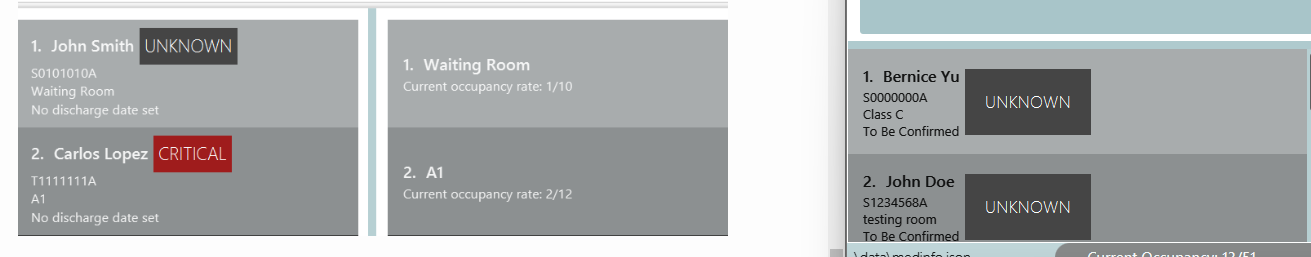 1. John Smith UNKNOWN
S0101010A
Waiting Room
No discharge date set
2. Carlos Lopez CRITICAL
T1111111A
A1
No discharge date set
1. Waiting Room
Current occupancy rate: 1/10
2. A1
Current occupancy rate: 2/12
1. Bernice Yu UNKNOWN
S0000000A
Class C
To Be Confirmed
2. John Doe UNKNOWN
S1234568A
testing room
To Be Confirmed
\data\medinfo.json
Current Occupancy: